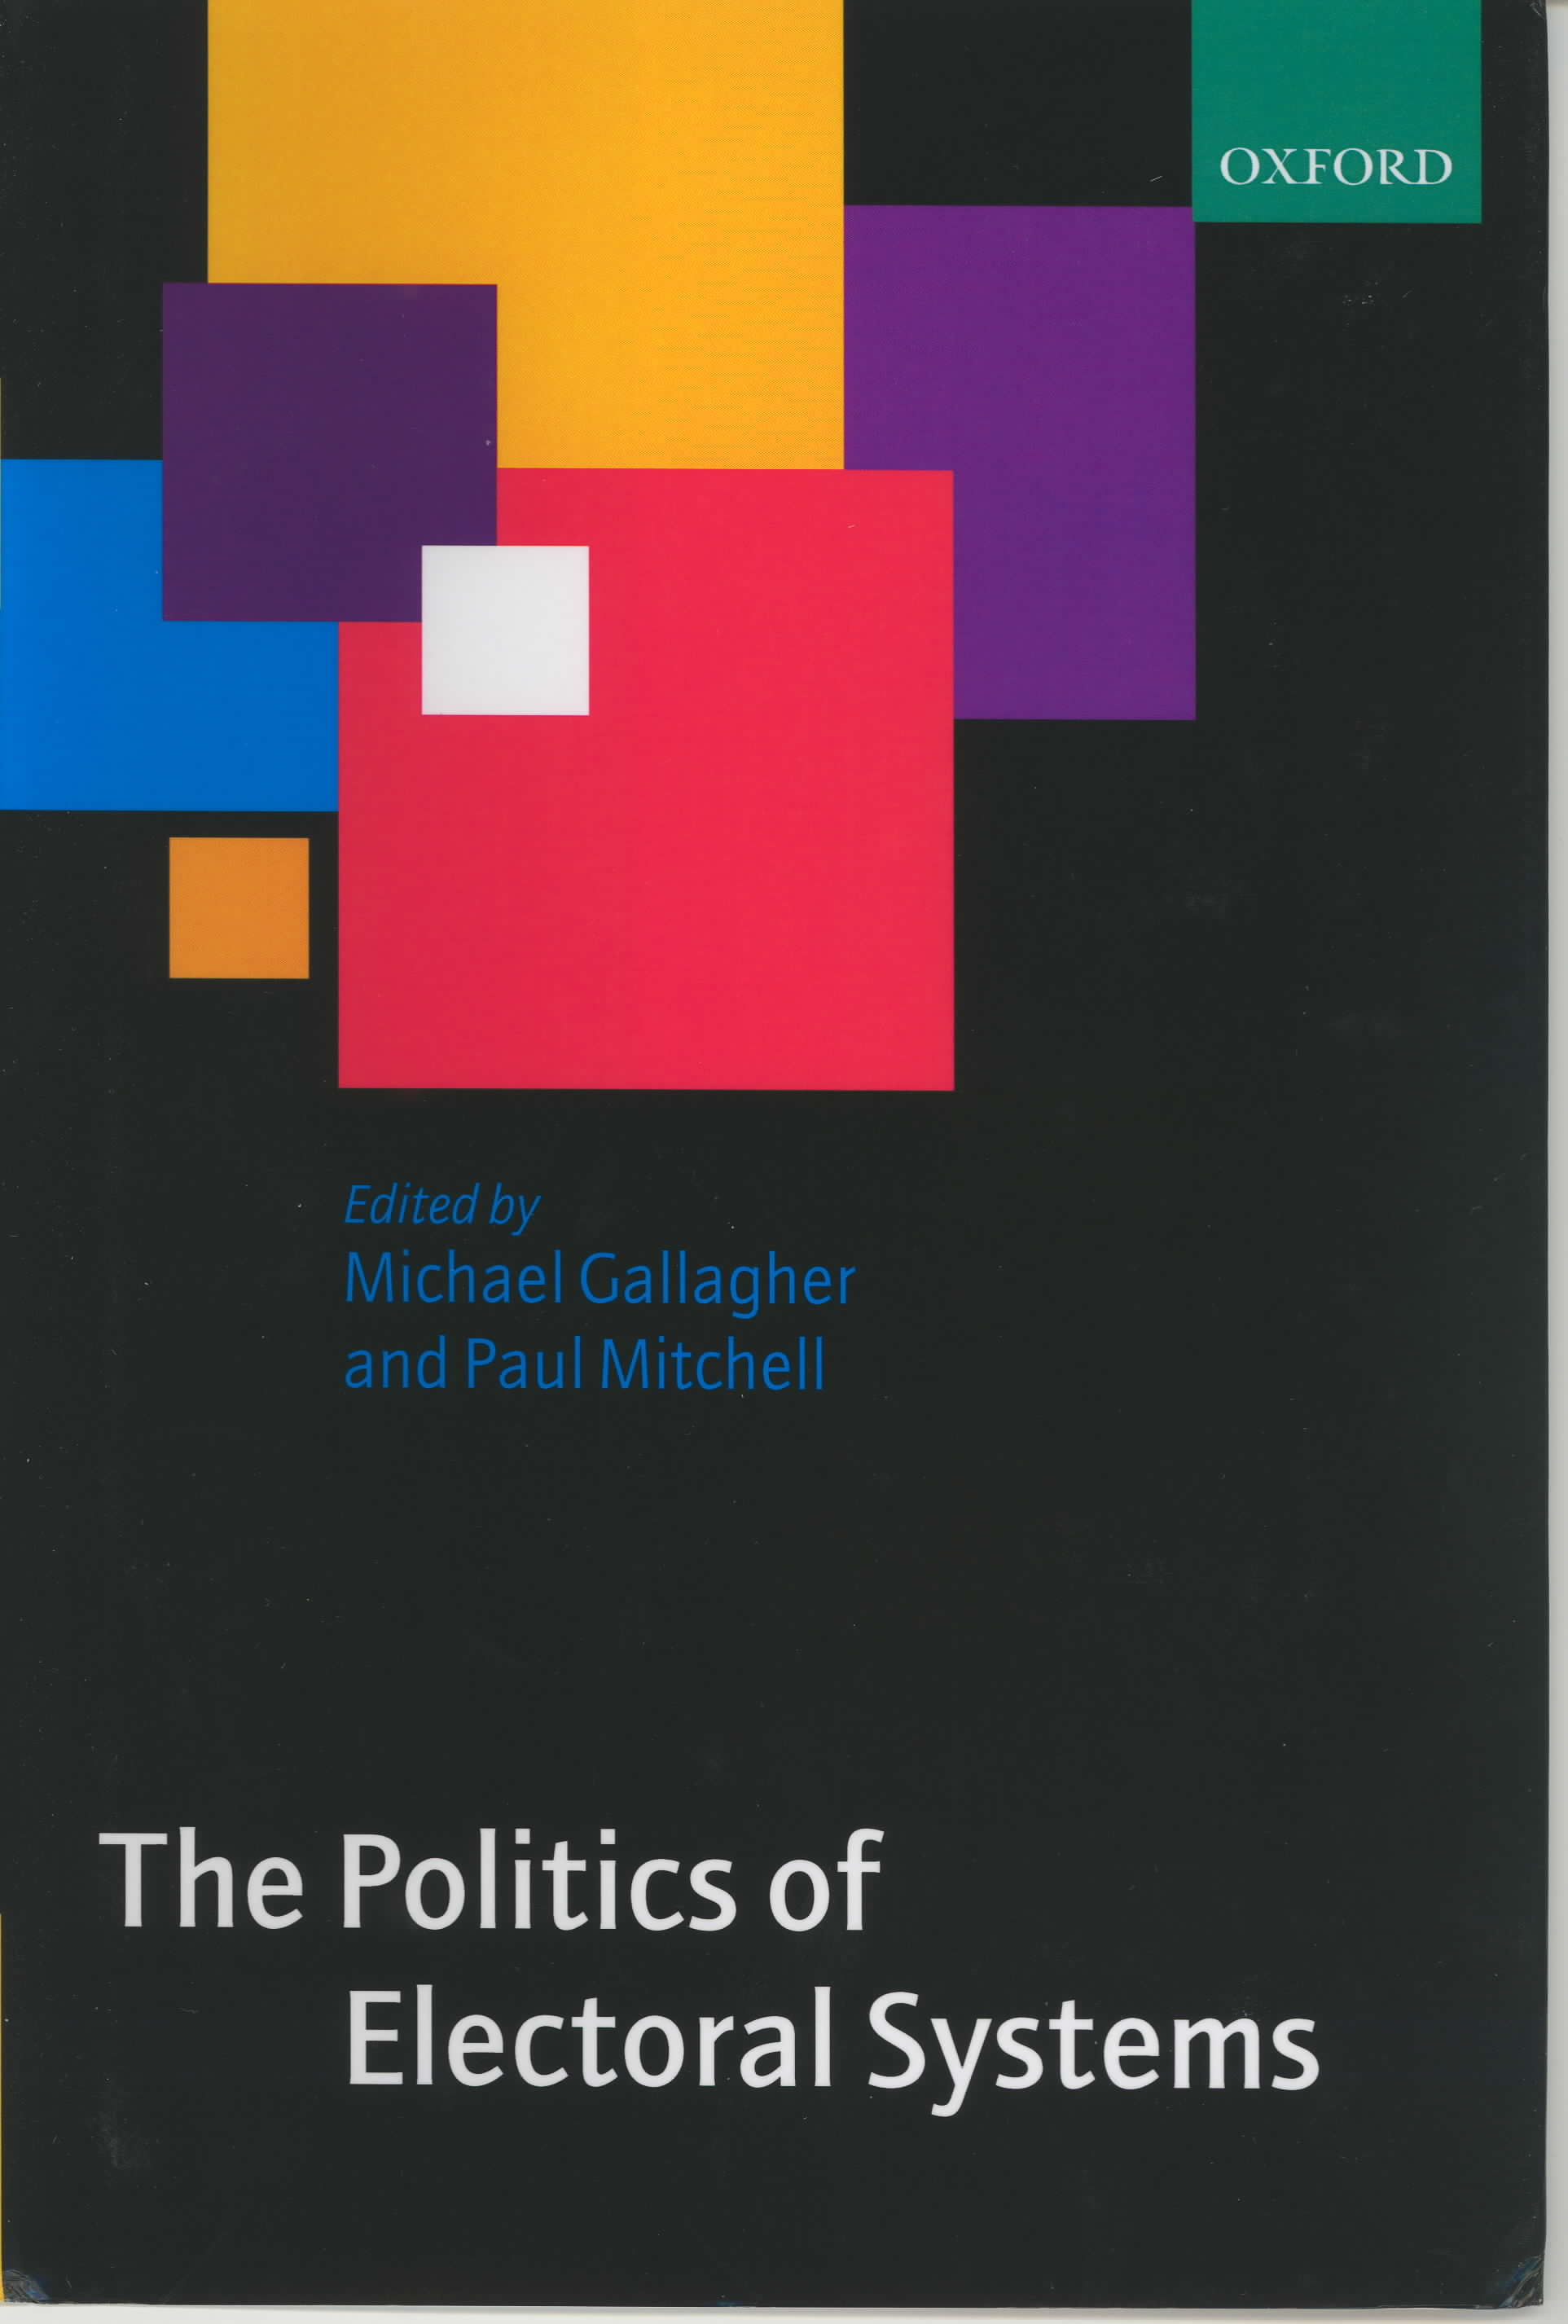 OXFORD
Edited by
Michael Gallagher
and Paul Mitchell
The Politics of
Electoral Systems